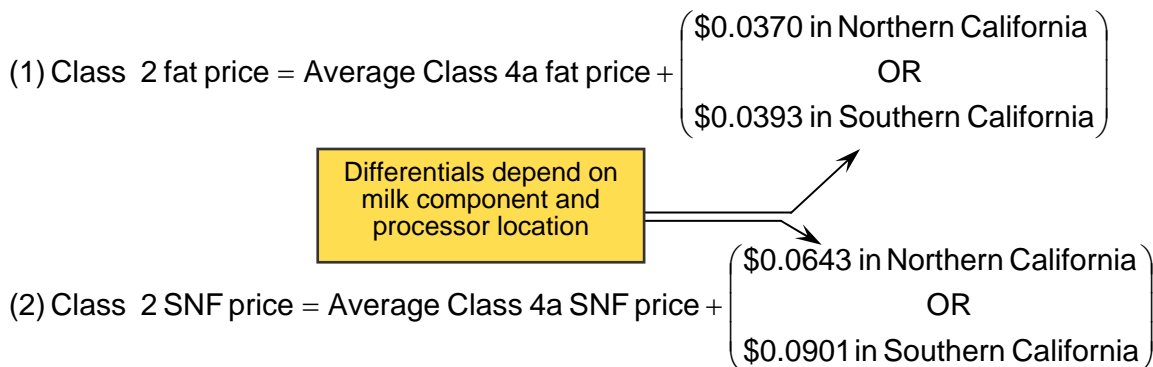 $0.0370 in Northern California
(1) Class 2 fat price = Average Class 4a fat price + OR
$0.0393 in Southern California
Differentials depend on
milk component and
processor location
$0.0643 in Northern California
(2) Class 2 SNF price = Average Class 4a SNF price + OR
$0.0901 in Southern California